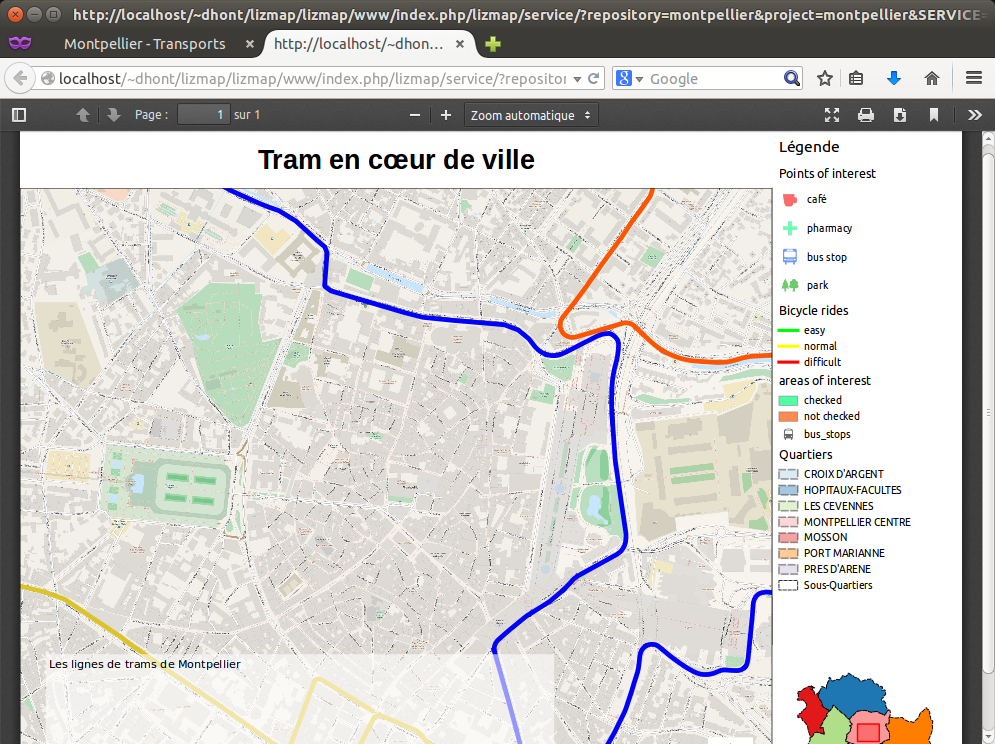 http://localhost/~dhont/lizmap/lizmap/www/index.php/lizmap/service/?repository=montpellier&project=montpellier&SERVICE=
Montpellier - Transports
http://localhost/~dhon...
localhost/~dhont/lizmap/lizmap/www/index.php/lizmap/service/?repositor
Google
Page :
1
sur 1
Zoom automatique
Tram en cœur de ville
Légende
Points of interest
café
pharmacy
bus stop
park
Bicycle rides
easy
normal
difficult
areas of interest
checked
not checked
bus_stops
Quartiers
CROIX D'ARGENT
HOPITAUX-FACULTES
LES CEVENNES
MONTPELLIER CENTRE
MOSSON
PORT MARIANNE
PRES D'ARENE
Sous-Quartiers
Les lignes de trams de Montpellier